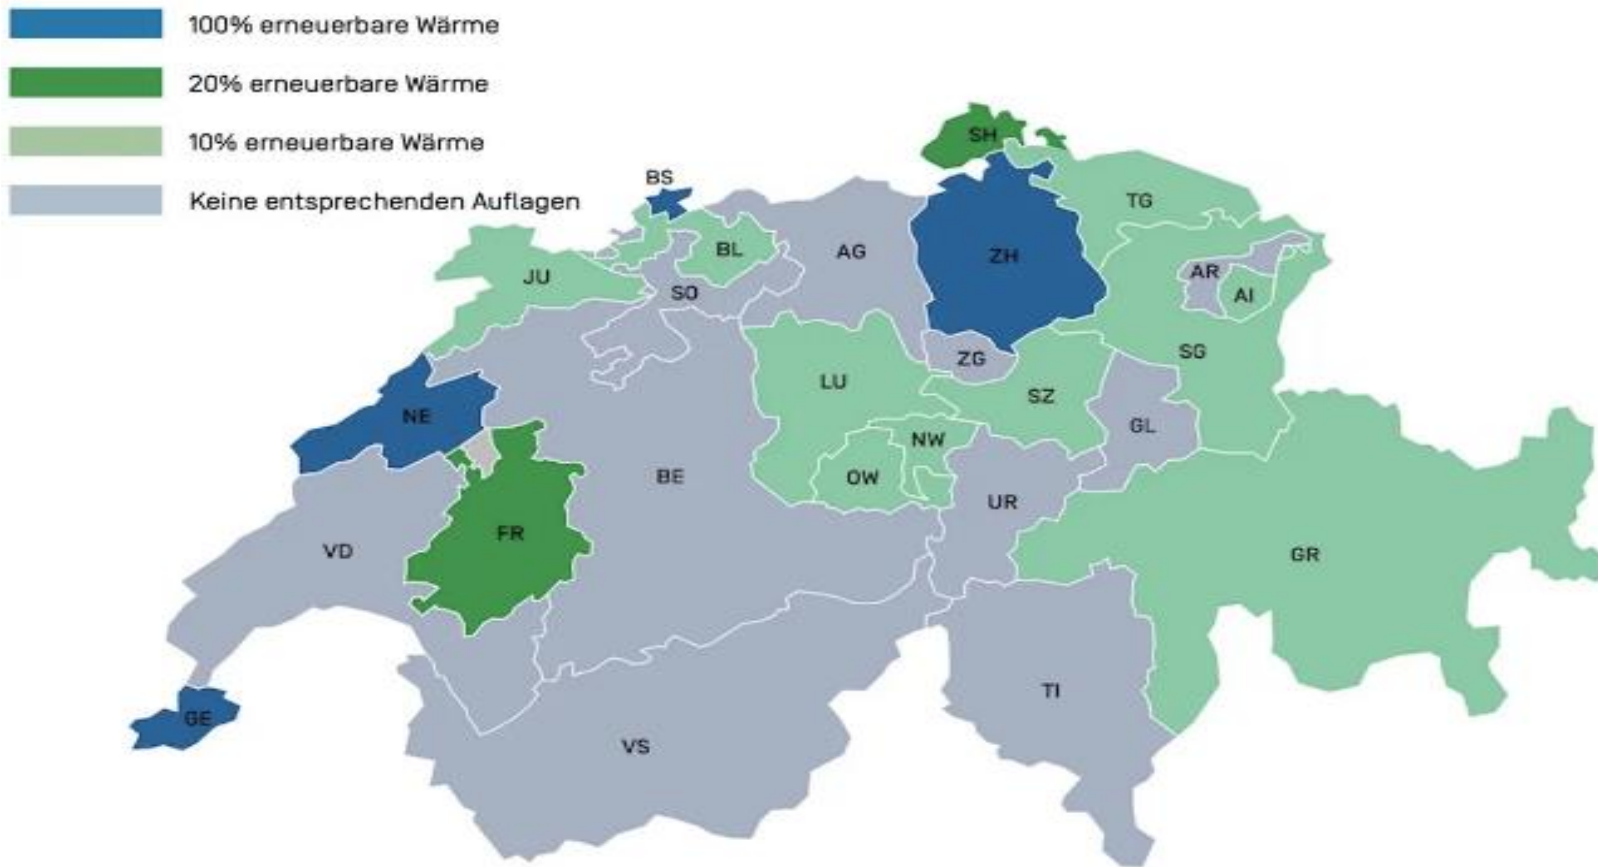 100% erneuerbare Wärme
20% erneuerbare Wärme
10% erneuerbare Wärme
Keine entsprechenden Auflagen
SH
BS
TG
BL
AG
ZH
JU
SO
AR
AI
ZG
SG
LU
SZ
NE
GL
NW
BE
OW
UR
FR
VD
GR
TI
GE
VS